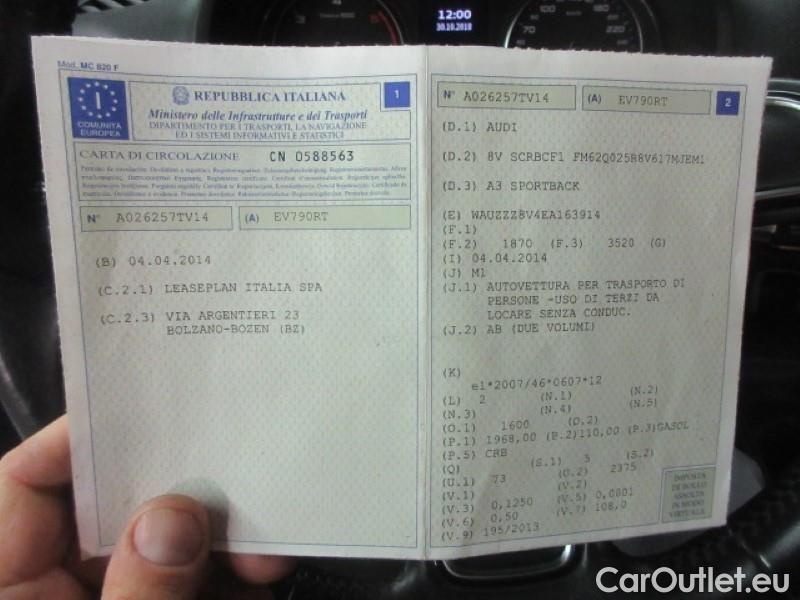 12:00
30.10.2018
Mod. MC 820 F
I
COMUNITÀ
EUROPEA
REPUBBLICA ITALIANA
1
Ministero delle Infrastrutture e dei Trasporti
DIPARTIMENTO PER I TRASPORTI, LA NAVIGAZIONE
ED I SISTEMI INFORMATIVI E STATISTICI
CARTA DI CIRCOLAZIONE CN 0588563
N° A026257TV14 (A) EV790RT
(B) 04.04.2014
(C.2.1) LEASEPLAN ITALIA SPA
(C.2.3) VIA ARGENTIERI 23
BOLZANO-BOZEN (BZ)
N° A026257TV14 (A) EV790RT 2
(D.1) AUDI
(D.2) 8V SCRBCF1 FM62Q025B8V617MJEM1
(D.3) A3 SPORTBACK
(E) WAUZZZ8V4EA163914
(F.1)
(F.2) 1870 (F.3) 3520 (G)
(I) 04.04.2014
(J) M1
(J.1) AUTOVETTURA PER TRASPORTO DI
PERSONE -USO DI TERZI DA
LOCARE SENZA CONDUC.
(J.2) AB (DUE VOLUMI)
(K)
e1*2007/46*0607*12
(L) 2 (N.1) (N.2)
(N.3) (N.4) (N.5)
(O.1) 1600 (O.2)
(P.1) 1968,00 (P.2)110,00 (P.3)GASOL
(P.5) CRB
(Q) (S.1) 5 (S.2)
(U.1) 73 (U.2) 2375
(V.1) (V.2)
(V.3) 0,1250 (V.5) 0,0801
(V.6) 0,50 (V.7) 108,0
(V.9) 195/2013
IMPOSTA
DI BOLLO
ASSOLTA
IN MODO
VIRTUALE
CarOutlet.eu